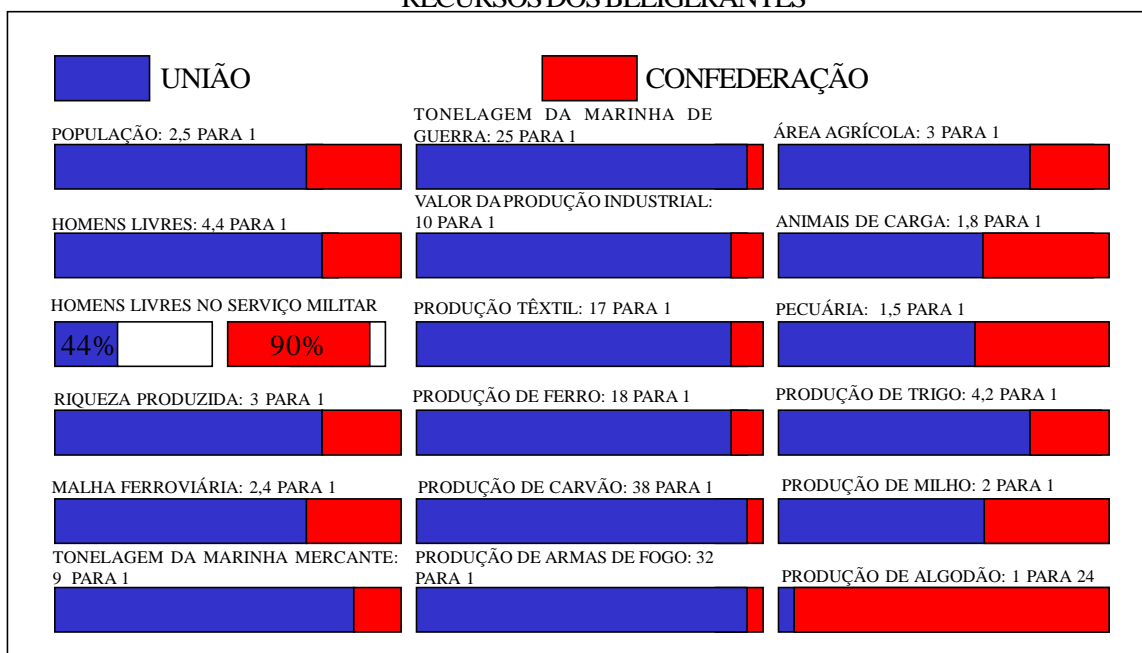 RECURSOS DOS BELIGERANTES
UNIÃO
CONFEDERAÇÃO
POPULAÇÃO: 2,5 PARA 1
HOMENS LIVRES: 4,4 PARA 1
HOMENS LIVRES NO SERVIÇO MILITAR
44%
90%
RIQUEZA PRODUZIDA: 3 PARA 1
MALHA FERROVIÁRIA: 2,4 PARA 1
TONELAGEM DA MARINHA MERCANTE:
9 PARA 1
TONELAGEM DA MARINHA DE
GUERRA: 25 PARA 1
VALOR DA PRODUÇÃO INDUSTRIAL:
10 PARA 1
PRODUÇÃO TÊXTIL: 17 PARA 1
PRODUÇÃO DE FERRO: 18 PARA 1
PRODUÇÃO DE CARVÃO: 38 PARA 1
PRODUÇÃO DE ARMAS DE FOGO: 32
PARA 1
ÁREA AGRÍCOLA: 3 PARA 1
ANIMAIS DE CARGA: 1,8 PARA 1
PECUÁRIA: 1,5 PARA 1
PRODUÇÃO DE TRIGO: 4,2 PARA 1
PRODUÇÃO DE MILHO: 2 PARA 1
PRODUÇÃO DE ALGODÃO: 1 PARA 24